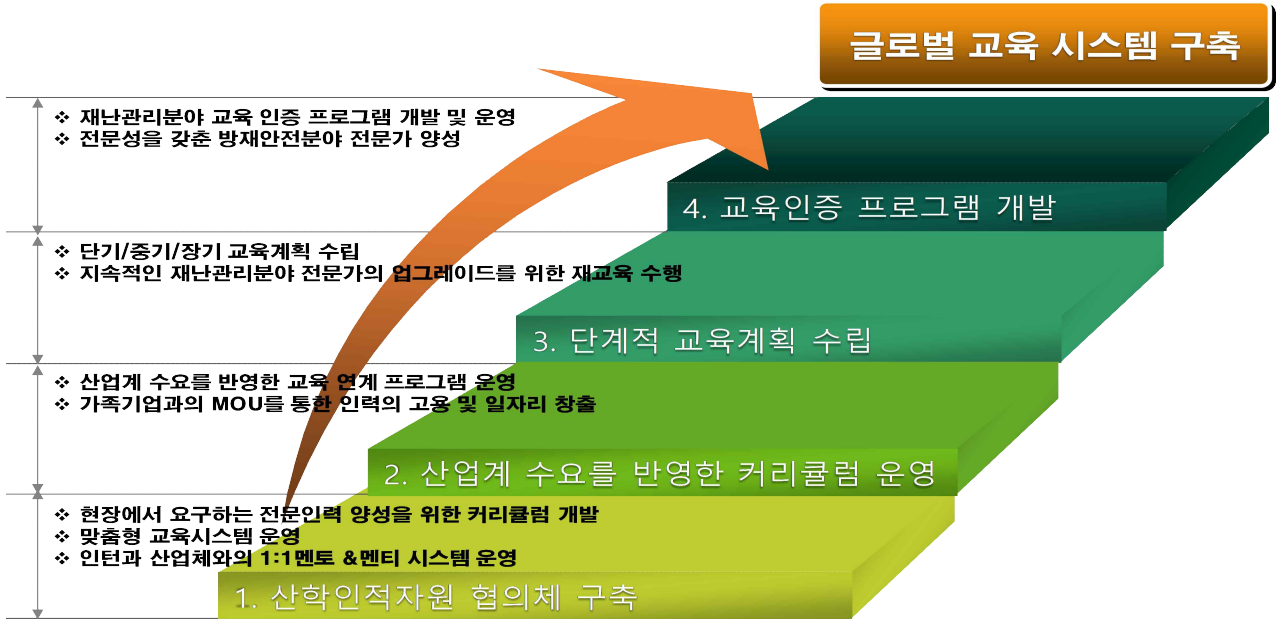 글로벌 교육 시스템 구축
❖ 재난관리분야 교육 인증 프로그램 개발 및 운영
❖ 전문성을 갖춘 방재안전분야 전문가 양성
4. 교육인증 프로그램 개발
❖ 단기/중기/장기 교육계획 수립
❖ 지속적인 재난관리분야 전문가의 업그레이드를 위한 재교육 수행
3. 단계적 교육계획 수립
❖ 산업계 수요를 반영한 교육 연계 프로그램 운영
❖ 가족기업과의 MOU를 통한 인력의 고용 및 일자리 창출
2. 산업계 수요를 반영한 커리큘럼 운영
❖ 현장에서 요구하는 전문인력 양성을 위한 커리큘럼 개발
❖ 맞춤형 교육시스템 운영
❖ 인턴과 산업체와의 1:1멘토 &멘티 시스템 운영
1. 산학인적자원 협의체 구축